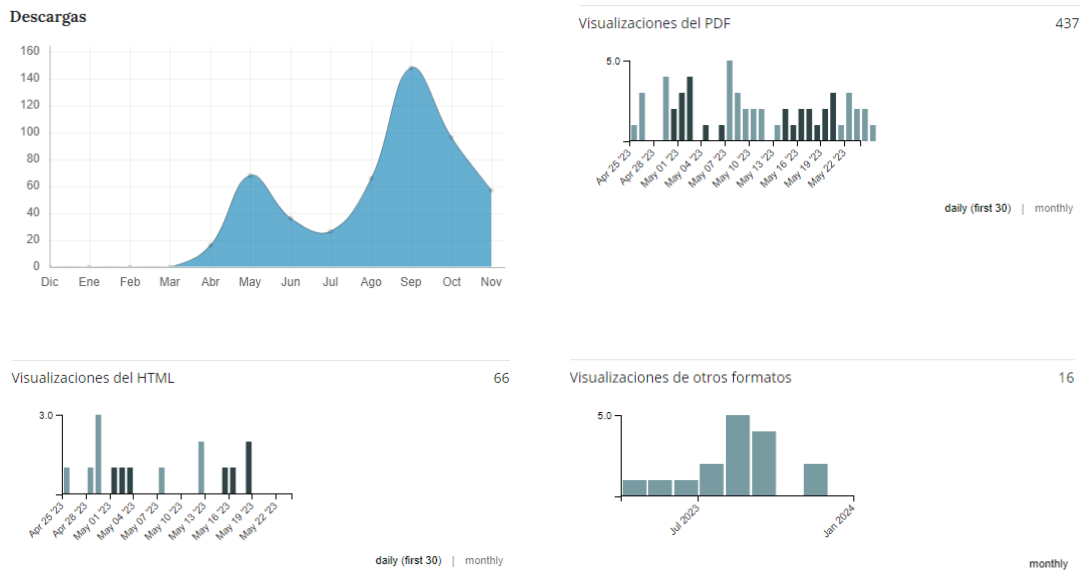 Descargas
160
140
120
100
80
60
40
20
0
Dic Ene Feb Mar Abr May Jun Jul Ago Sep Oct Nov
Visualizaciones del PDF 437
5.0
Apr 25 '23 Apr 28 '23 May 01 '23 May 04 '23 May 07 '23 May 10 '23 May 13 '23 May 16 '23 May 19 '23 May 22 '23
daily (first 30) | monthly
Visualizaciones del HTML 66
3.0
Apr 25 '23 Apr 28 '23 May 01 '23 May 04 '23 May 07 '23 May 10 '23 May 13 '23 May 16 '23 May 19 '23 May 22 '23
daily (first 30) | monthly
Visualizaciones de otros formatos 16
5.0
Jul 2023 Jan 2024
monthly